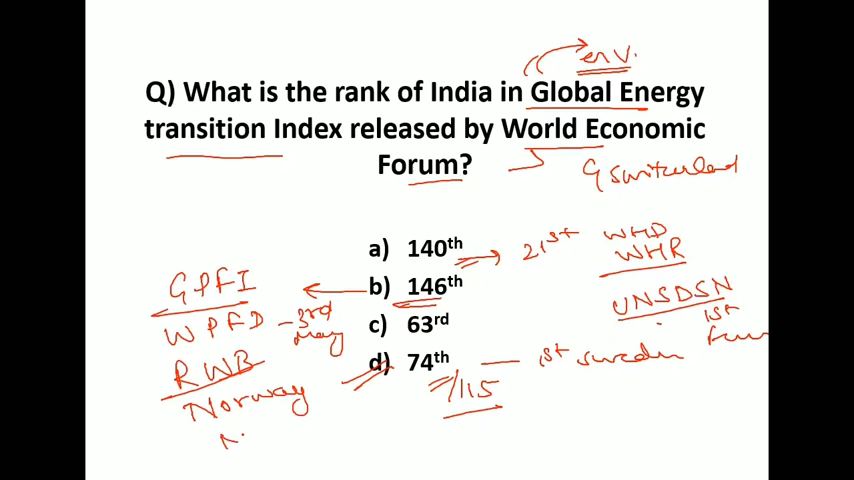 env.
Q) What is the rank of India in Global Energy
transition Index released by World Economic
Forum?
Switzerland
a) 140th
21st WHD
WHR
b) 146th
GPFI
UNSDSN
1st
c) 63rd
WPFD - 3rd
May
d) 74th
/115
1st sweden
RWB
Norway